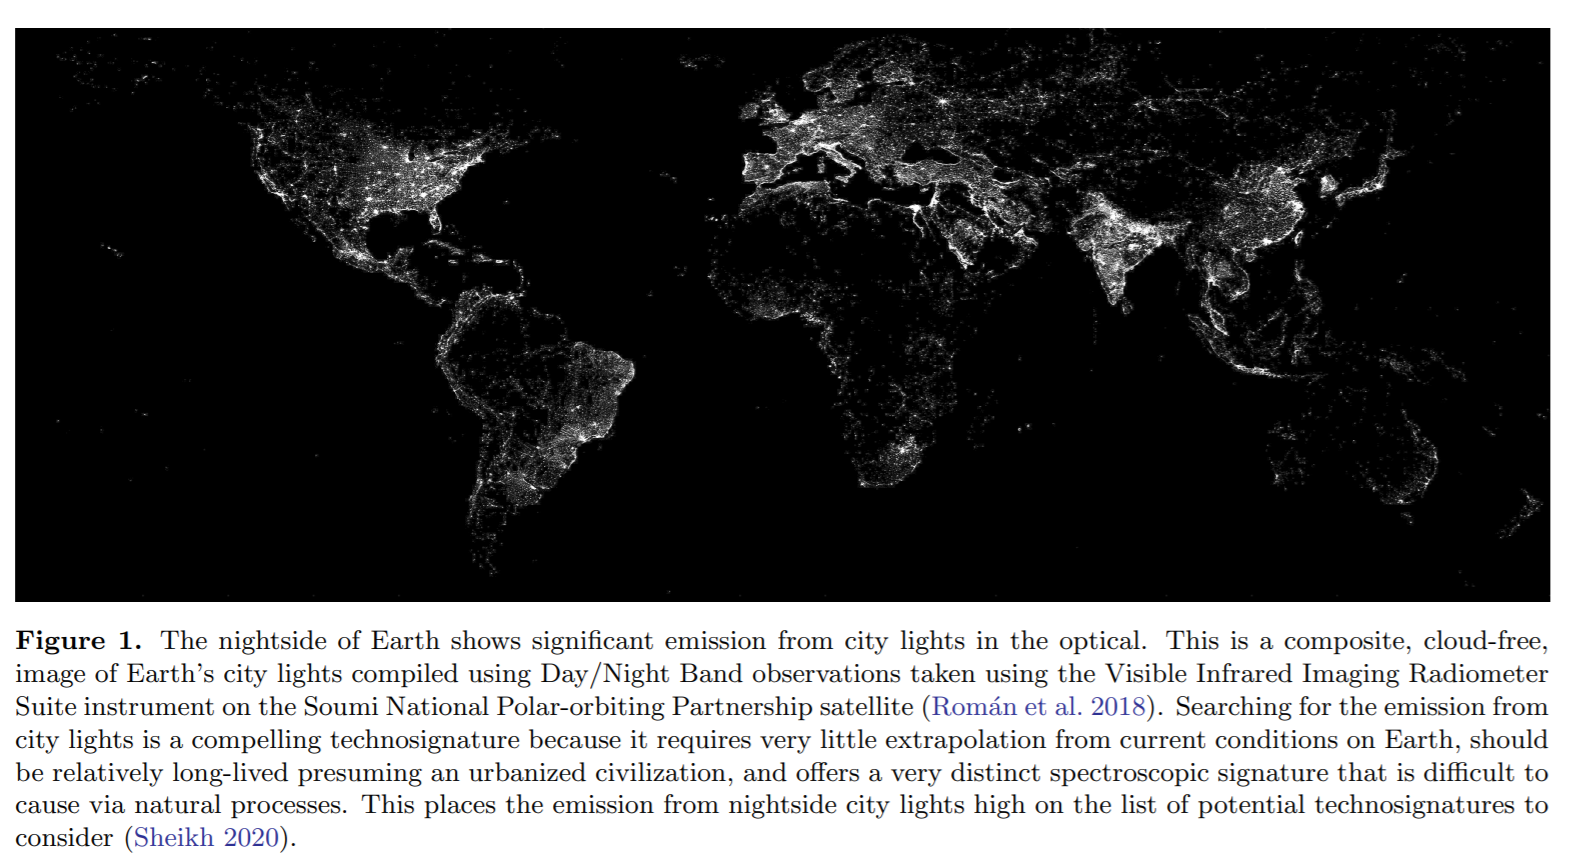 Figure 1. The nightside of Earth shows significant emission from city lights in the optical. This is a composite, cloud-free,
image of Earth's city lights compiled using Day/Night Band observations taken using the Visible Infrared Imaging Radiometer
Suite instrument on the Soumi National Polar-orbiting Partnership satellite (Román et al. 2018). Searching for the emission from
city lights is a compelling technosignature because it requires very little extrapolation from current conditions on Earth, should
be relatively long-lived presuming an urbanized civilization, and offers a very distinct spectroscopic signature that is difficult to
cause via natural processes. This places the emission from nightside city lights high on the list of potential technosignatures to
consider (Sheikh 2020).